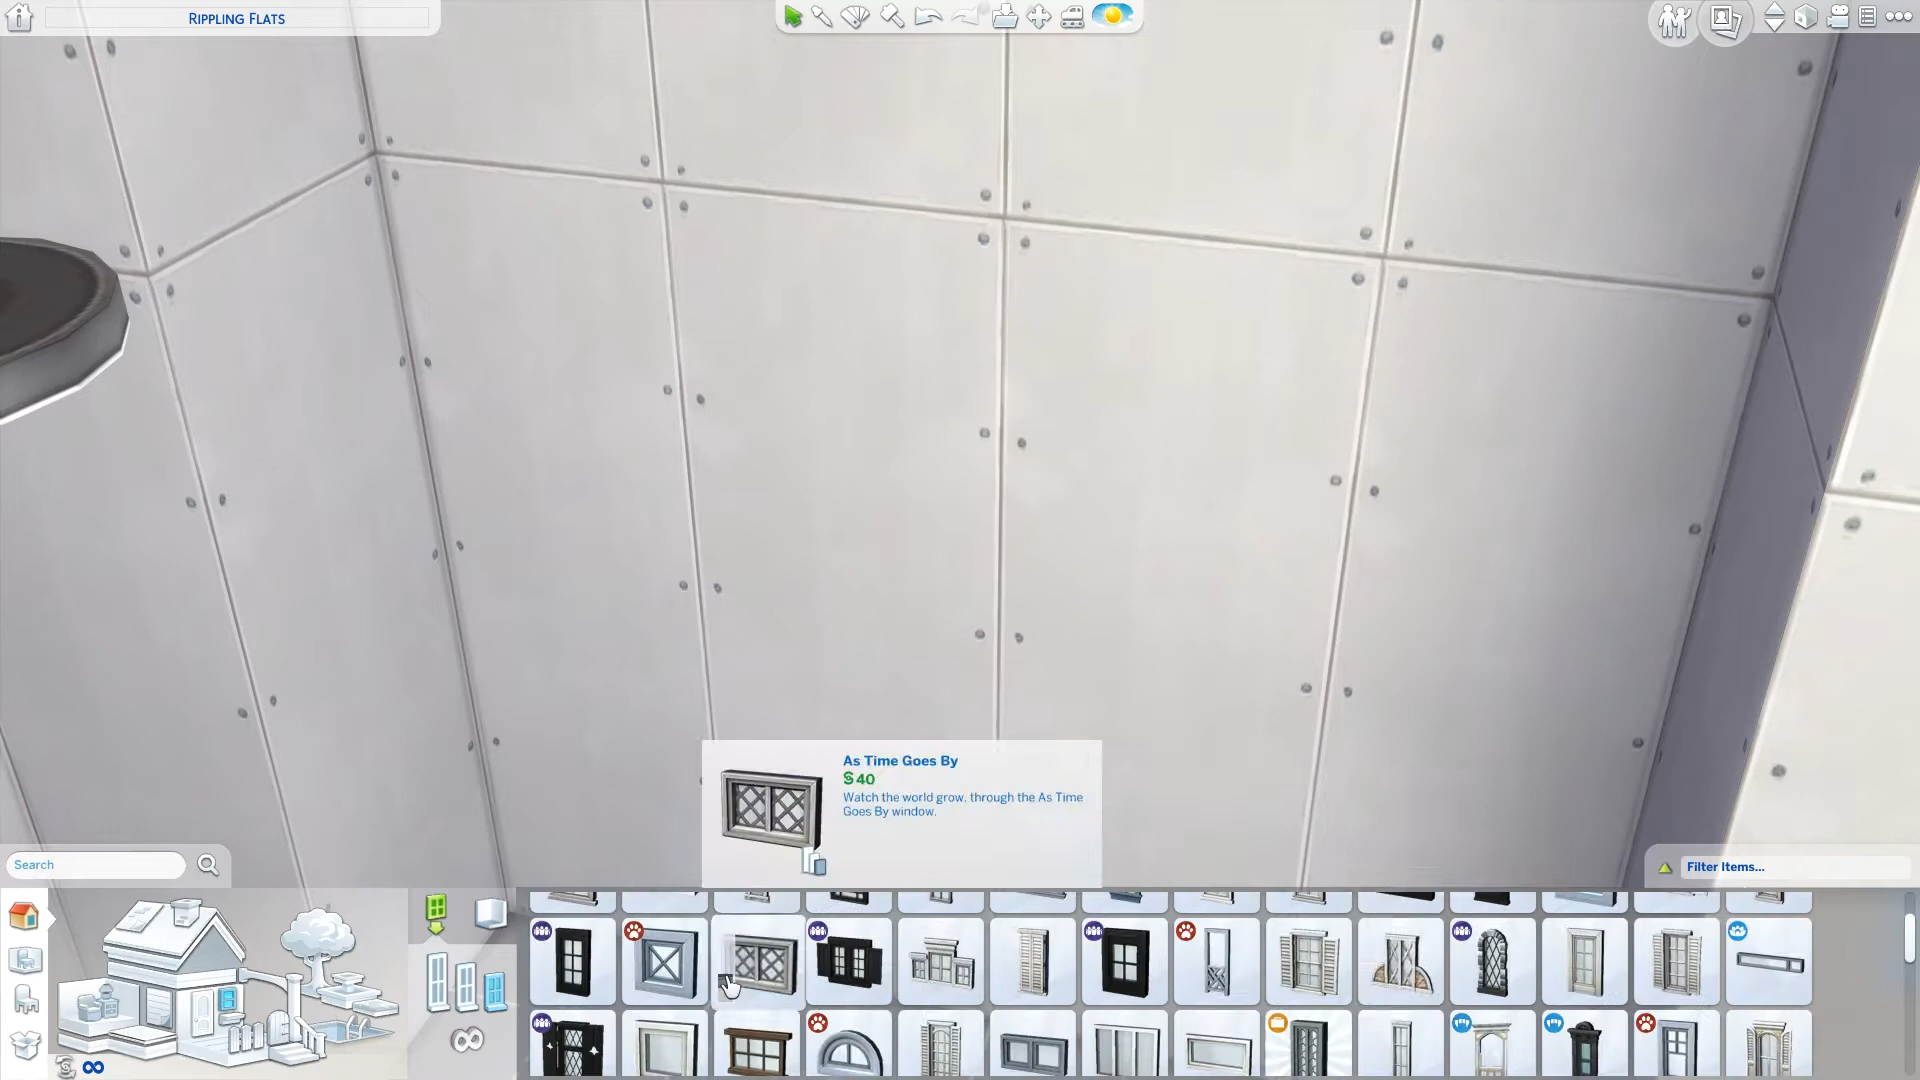 Rippling Flats
As Time Goes By
§40
Watch the world grow, through the As Time
Goes By window.
Search
Filter Items...